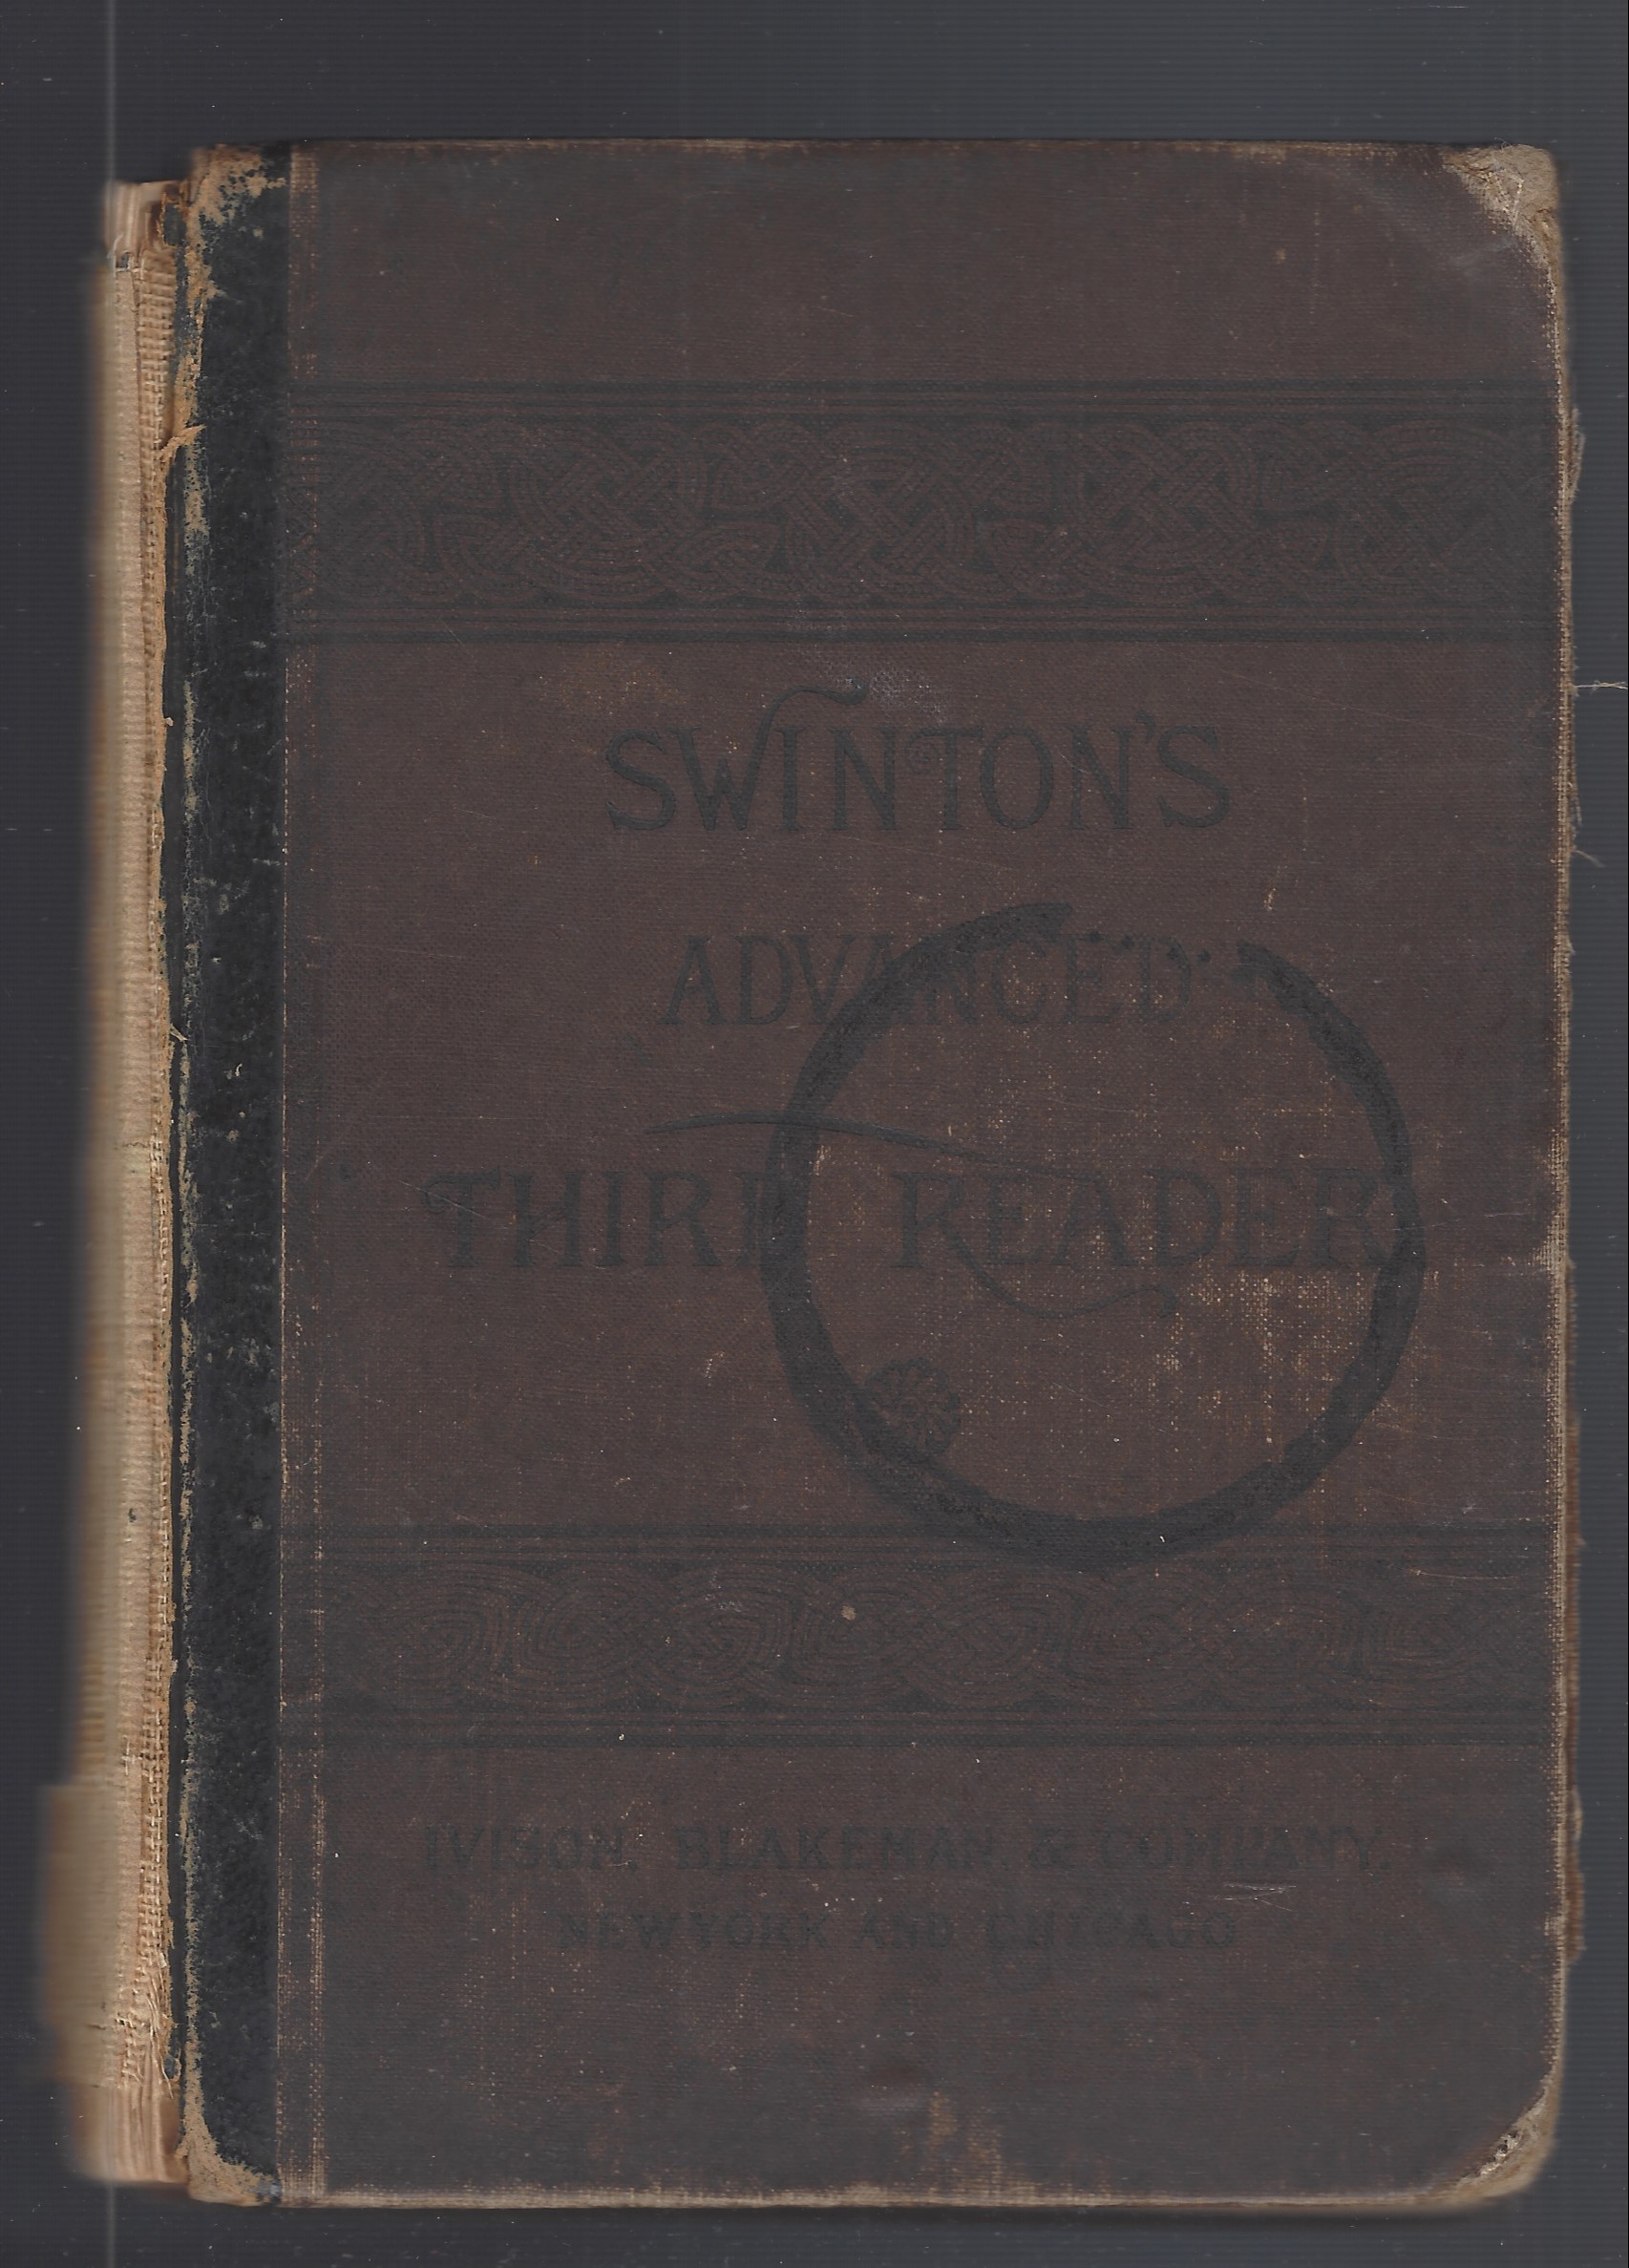 SWINTON'S
ADVANCED
THIRD READER
IVISON, BLAKEMAN, & COMPANY,
NEW YORK AND CHICAGO